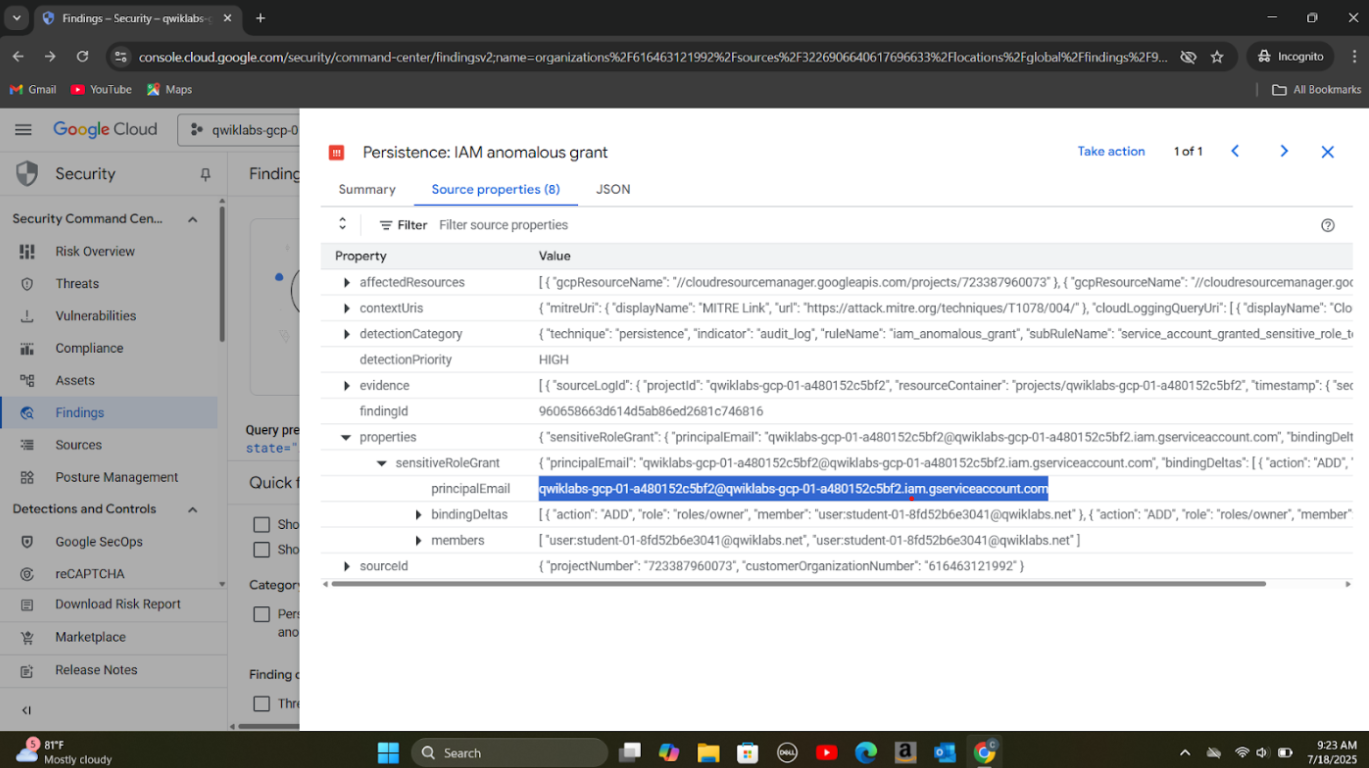 Findings – Security – qwiklabs-
console.cloud.google.com/security/command-center/findingsv2;name=organizations%2F616463121992%2Fsources%2F3226906640617696633%2Flocations%2Fglobal%2Ffindings%2F9...
Incognito
Gmail YouTube Maps
All Bookmarks
Google Cloud
qwiklabs-gcp-0
Security
Finding
Security Command Cen...
Risk Overview
Threats
Vulnerabilities
Compliance
Assets
Findings
Sources
Posture Management
Detections and Controls
Google SecOps
reCAPTCHA
Download Risk Report
Marketplace
Release Notes
Query pre
state="
Quick f
Sho
Sho
Category
Pers
ano
Finding c
Thre
Persistence: IAM anomalous grant
Take action 1 of 1
Summary Source properties (8) JSON
Filter Filter source properties
Property Value
affectedResources [ { "gcpResourceName": "//cloudresourcemanager.googleapis.com/projects/723387960073" }, { "gcpResourceName": "//cloudresourcemanager.goo
contextUris { "mitreUri": { "displayName": "MITRE Link", "url": "https://attack.mitre.org/techniques/T1078/004/" }, "cloudLoggingQueryUri": [ { "displayName": "Clo
detectionCategory { "technique": "persistence", "indicator": "audit_log", "ruleName": "iam_anomalous_grant", "subRuleName": "service_account_granted_sensitive_role_t
detectionPriority HIGH
evidence [ { "sourceLogId": { "projectId": "qwiklabs-gcp-01-a480152c5bf2", "resourceContainer": "projects/qwiklabs-gcp-01-a480152c5bf2", "timestamp": { "sec
findingId 960658663d614d5ab86ed2681c746816
properties { "sensitiveRoleGrant": { "principalEmail": "qwiklabs-gcp-01-a480152c5bf2@qwiklabs-gcp-01-a480152c5bf2.iam.gserviceaccount.com", "bindingDelt
sensitiveRoleGrant { "principalEmail": "qwiklabs-gcp-01-a480152c5bf2@qwiklabs-gcp-01-a480152c5bf2.iam.gserviceaccount.com", "bindingDeltas": [ { "action": "ADD",
principalEmail qwiklabs-gcp-01-a480152c5bf2@qwiklabs-gcp-01-a480152c5bf2.iam.gserviceaccount.com
bindingDeltas [ { "action": "ADD", "role": "roles/owner", "member": "user:student-01-8fd52b6e3041@qwiklabs.net" }, { "action": "ADD", "role": "roles/owner", "member"
members [ "user:student-01-8fd52b6e3041@qwiklabs.net", "user:student-01-8fd52b6e3041@qwiklabs.net" ]
sourceId { "projectNumber": "723387960073", "customerOrganizationNumber": "616463121992" }
5
81°F
Mostly cloudy
Search
DELL
9:23 AM
7/18/2025